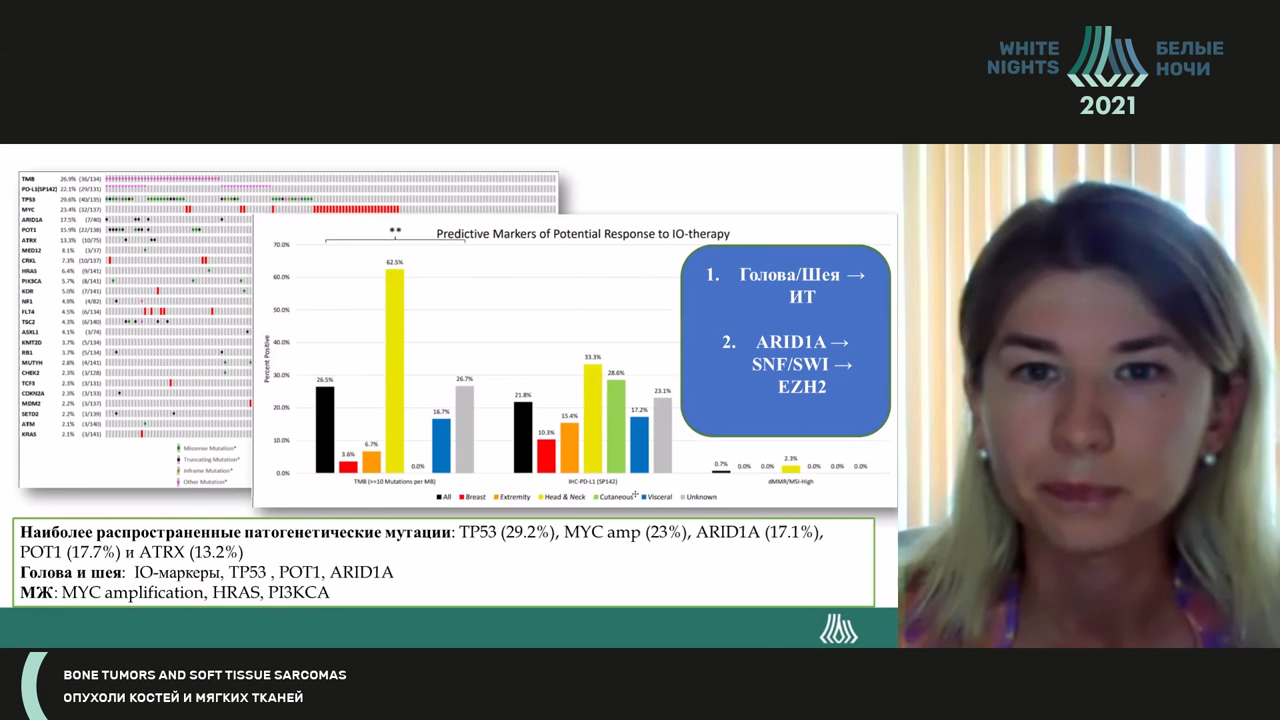 WHITE NIGHTS
БЕЛЫЕ НОЧИ
2021
TMB 26.9% (36/134)
PD-L1(SP142) 22.1% (29/131)
TP53 29.6% (40/135)
MYC 23.4% (32/137)
ARID1A 17.5% (7/40)
POT1 15.9% (22/138)
ATRX 13.3% (10/75)
MED12 8.1% (3/37)
CRKL 7.3% (10/137)
HRAS 6.4% (9/141)
PIK3CA 5.7% (8/141)
KDR 5.0% (7/141)
NF1 4.9% (4/82)
FLT4 4.5% (6/134)
TSC2 4.3% (6/140)
ASXL1 4.1% (3/74)
KMT2D 3.7% (5/134)
RB1 3.7% (5/134)
MUTYH 2.8% (4/141)
CHEK2 2.3% (3/128)
TCF3 2.3% (3/131)
CDKN2A 2.3% (3/133)
MDM2 2.2% (3/137)
SETD2 2.2% (3/139)
ATM 2.1% (3/140)
KRAS 2.1% (3/141)
Missense Mutation*
Truncating Mutation*
Inframe Mutation*
Other Mutation*
Predictive Markers of Potential Response to IO-therapy
**
Percent Positive
70.0%
60.0%
50.0%
40.0%
30.0%
20.0%
10.0%
0.0%
26.5% 3.6% 6.7% 62.5% 0.0% 16.7% 26.7%
21.8% 10.3% 15.4% 33.3% 28.6% 17.2% 23.1%
0.7% 0.0% 0.0% 2.3% 0.0% 0.0% 0.0%
TMB (>=10 Mutations per MB)
IHC-PD-L1 (SP142)
dMMR/MSI-High
All Breast Extremity Head & Neck Cutaneous Visceral Unknown
1. Голова/Шея →
ИТ
2. ARID1A →
SNF/SWI →
EZH2
Наиболее распространенные патогенетические мутации: TP53 (29.2%), MYC amp (23%), ARID1A (17.1%),
POT1 (17.7%) и ATRX (13.2%)
Голова и шея: IO-маркеры, TP53 , POT1, ARID1A
МЖ: MYC amplification, HRAS, PI3KCA
BONE TUMORS AND SOFT TISSUE SARCOMAS
ОПУХОЛИ КОСТЕЙ И МЯГКИХ ТКАНЕЙ